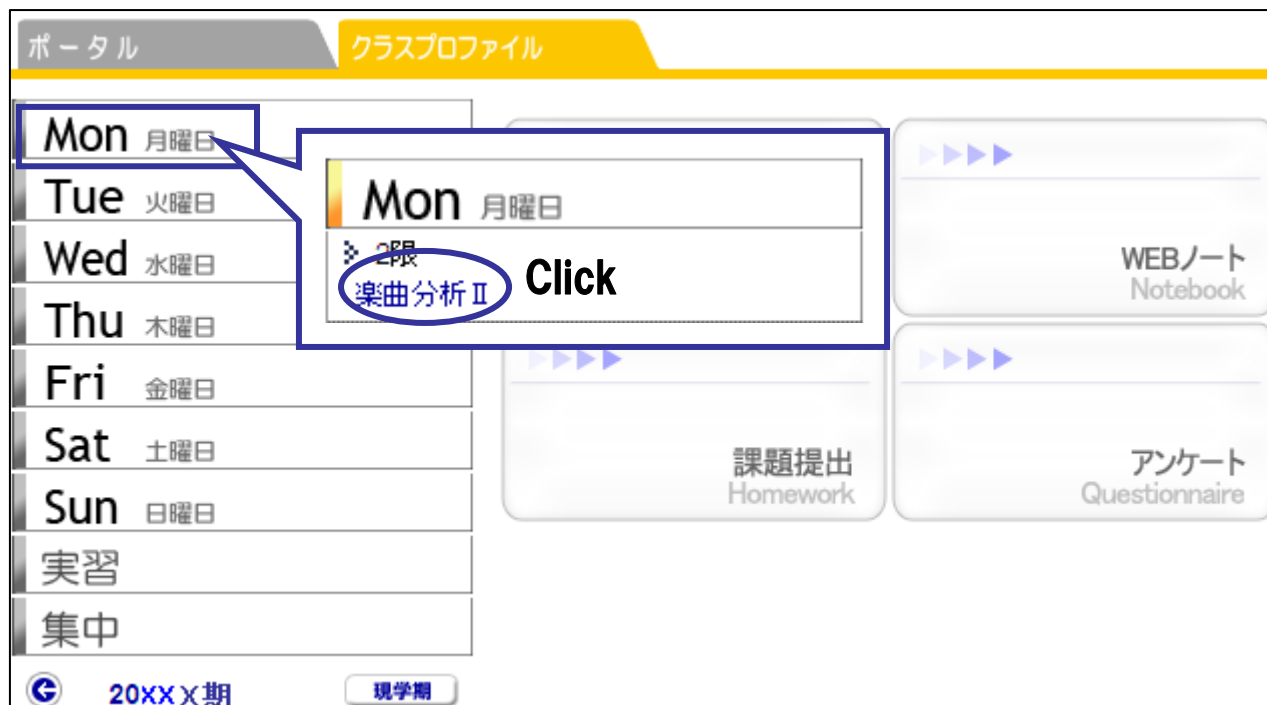 ポータル
クラスプロファイル
Mon 月曜日
Tue 火曜日
Wed 水曜日
Thu 木曜日
Fri 金曜日
Sat 土曜日
Sun 日曜日
実習
集中
20XX X期
現学期
Mon 月曜日
2限
楽曲分析Ⅱ
Click
WEBノート
Notebook
課題提出
Homework
アンケート
Questionnaire